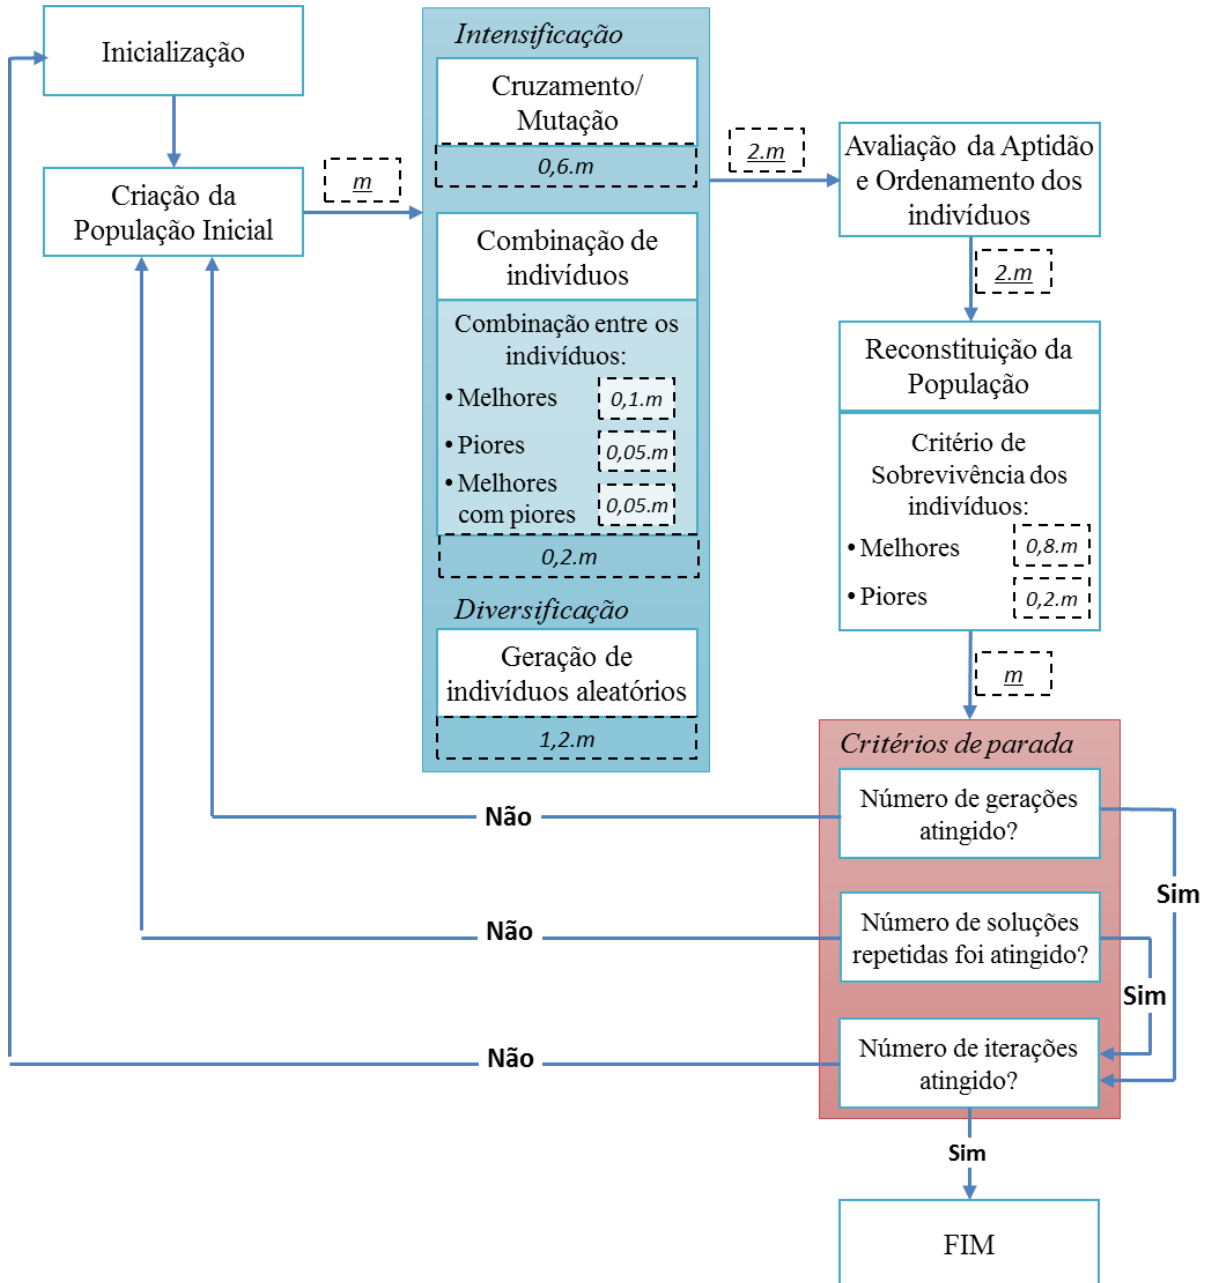 Inicialização
Criação da
População Inicial
m
Intensificação
Cruzamento/
Mutação
0,6.m
Combinação de
indivíduos
Combinação entre os
indivíduos:
• Melhores 0,1.m
• Piores 0,05.m
• Melhores
com piores 0,05.m
0,2.m
Diversificação
Geração de
indivíduos aleatórios
1,2.m
2.m
Avaliação da Aptidão
e Ordenamento dos
indivíduos
2.m
Reconstituição da
População
Critério de
Sobrevivência dos
indivíduos:
• Melhores 0,8.m
• Piores 0,2.m
m
Critérios de parada
Número de gerações
atingido?
Não
Sim
Número de soluções
repetidas foi atingido?
Não
Sim
Número de iterações
atingido?
Não
Sim
FIM